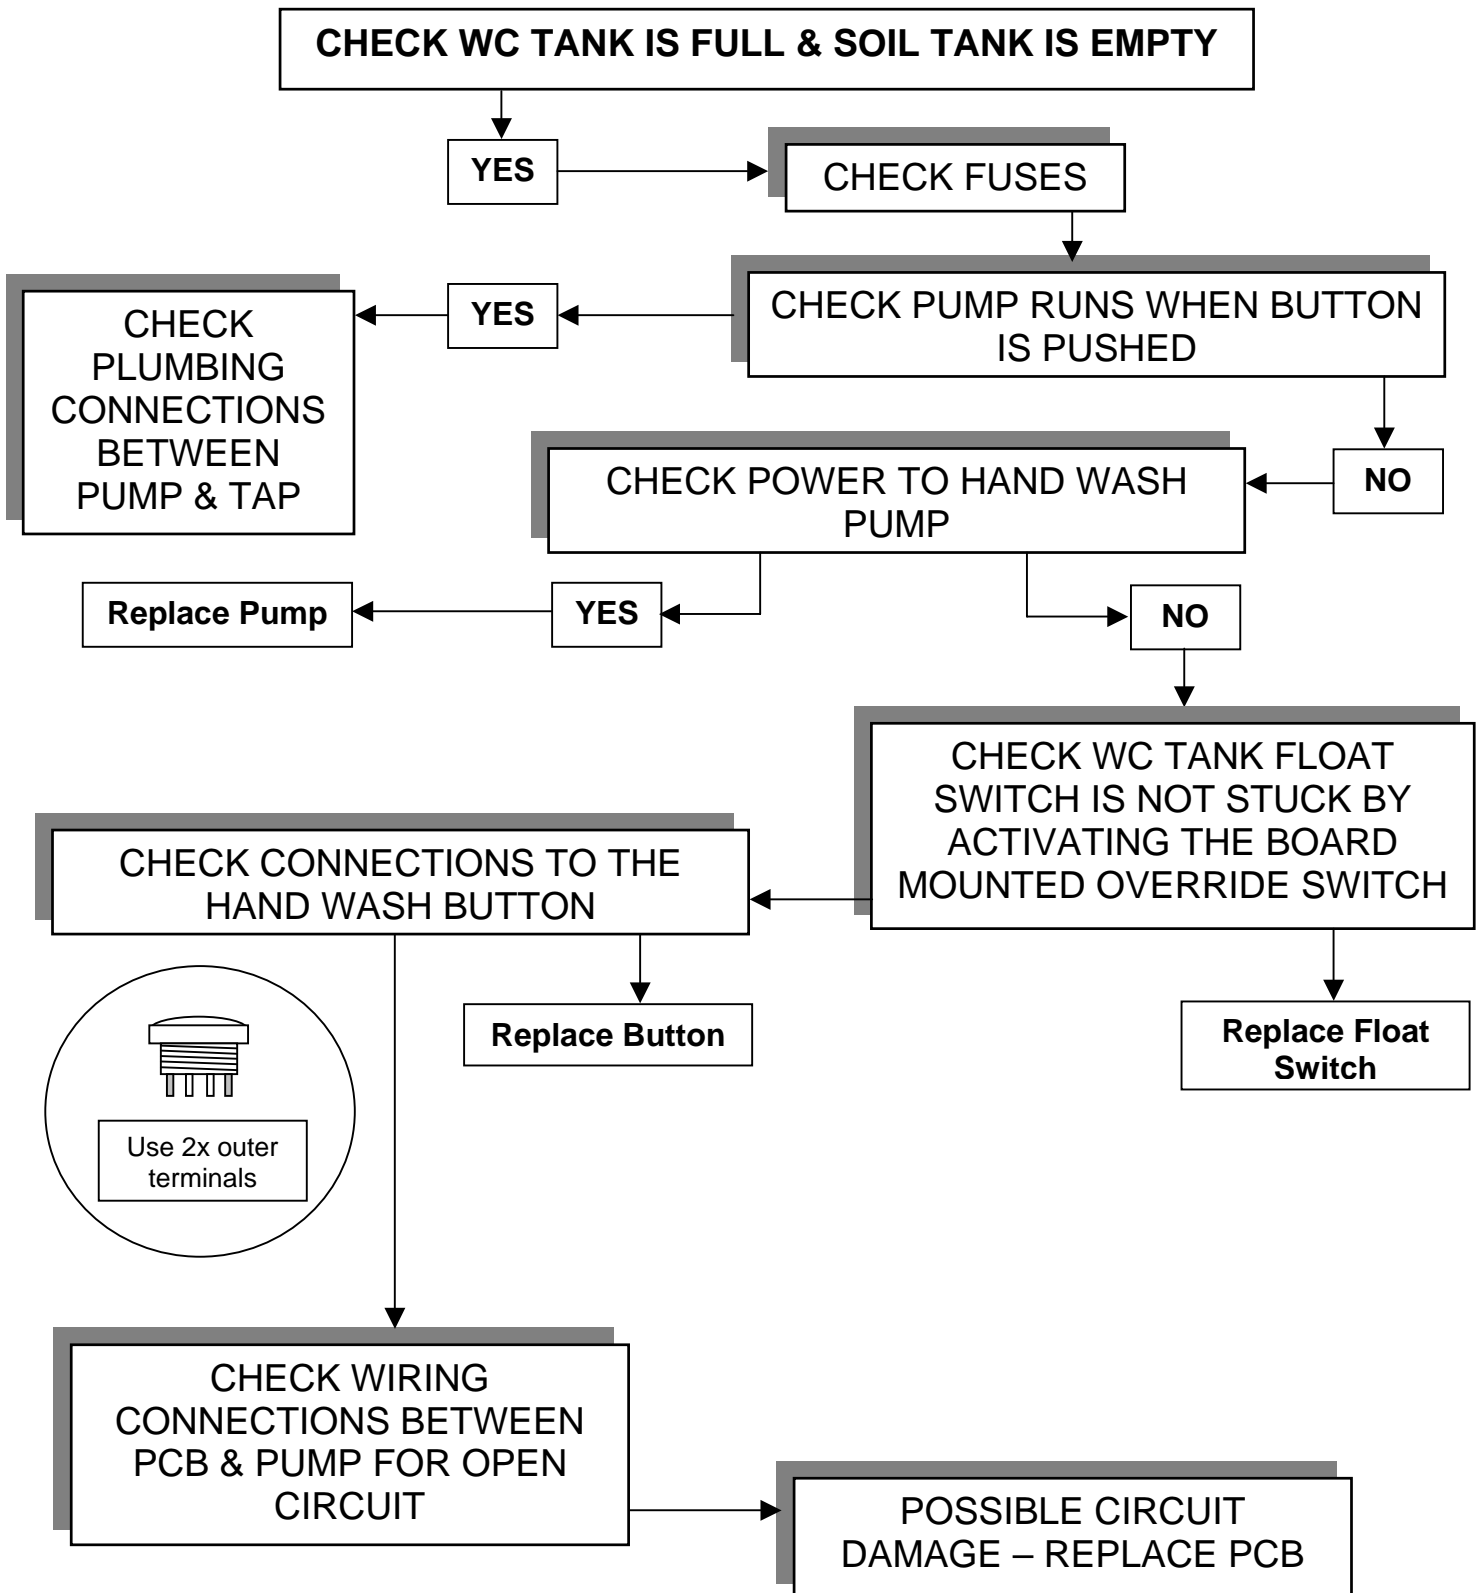 CHECK WC TANK IS FULL & SOIL TANK IS EMPTY
YES
CHECK FUSES
CHECK PUMP RUNS WHEN BUTTON
IS PUSHED
YES
CHECK
PLUMBING
CONNECTIONS
BETWEEN
PUMP & TAP
NO
CHECK POWER TO HAND WASH
PUMP
YES
Replace Pump
NO
CHECK WC TANK FLOAT
SWITCH IS NOT STUCK BY
ACTIVATING THE BOARD
MOUNTED OVERRIDE SWITCH
CHECK CONNECTIONS TO THE
HAND WASH BUTTON
Replace Button
Replace Float
Switch
Use 2x outer
terminals
CHECK WIRING
CONNECTIONS BETWEEN
PCB & PUMP FOR OPEN
CIRCUIT
POSSIBLE CIRCUIT
DAMAGE – REPLACE PCB